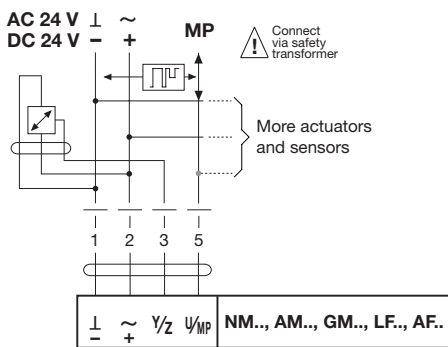 AC 24 V ⊥ ~
DC 24 V − +
MP
! Connect
via safety
transformer
More actuators
and sensors
1 2 3 5
⊥ ~ Y/Z U/MP
− +
NM.., AM.., GM.., LF.., AF..